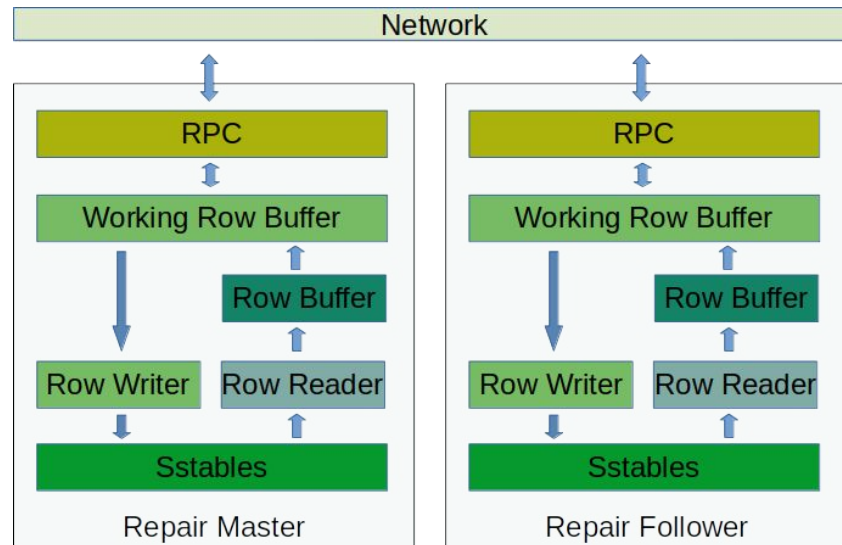 Network
RPC
Working Row Buffer
Row Buffer
Row Writer
Row Reader
Sstables
Repair Master
RPC
Working Row Buffer
Row Buffer
Row Writer
Row Reader
Sstables
Repair Follower